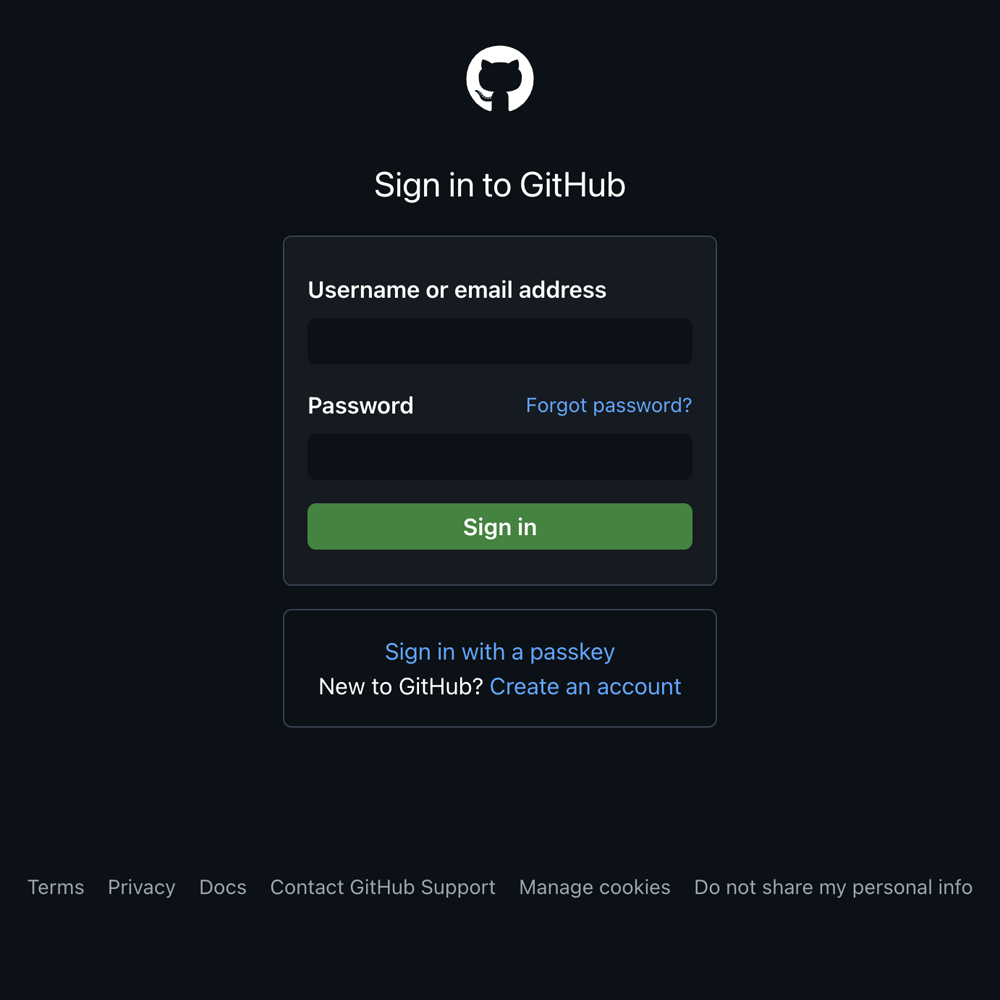 Sign in to GitHub
Username or email address
Password Forgot password?
Sign in
Sign in with a passkey
New to GitHub? Create an account
Terms Privacy Docs Contact GitHub Support Manage cookies Do not share my personal info